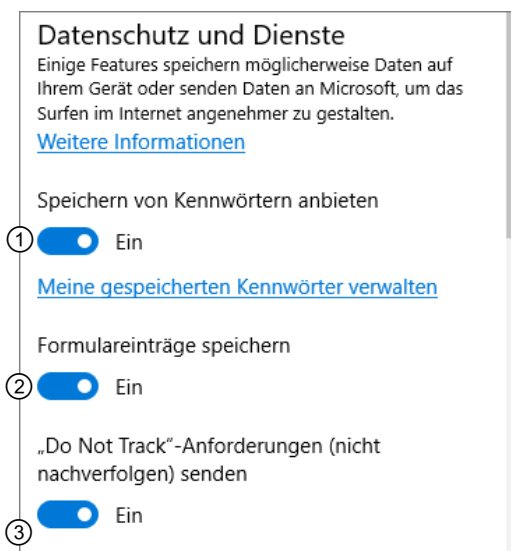 Datenschutz und Dienste
Einige Features speichern möglicherweise Daten auf
Ihrem Gerät oder senden Daten an Microsoft, um das
Surfen im Internet angenehmer zu gestalten.
Weitere Informationen
Speichern von Kennwörtern anbieten
① Ein
Meine gespeicherten Kennwörter verwalten
Formulareinträge speichern
② Ein
„Do Not Track“-Anforderungen (nicht
nachverfolgen) senden
③ Ein